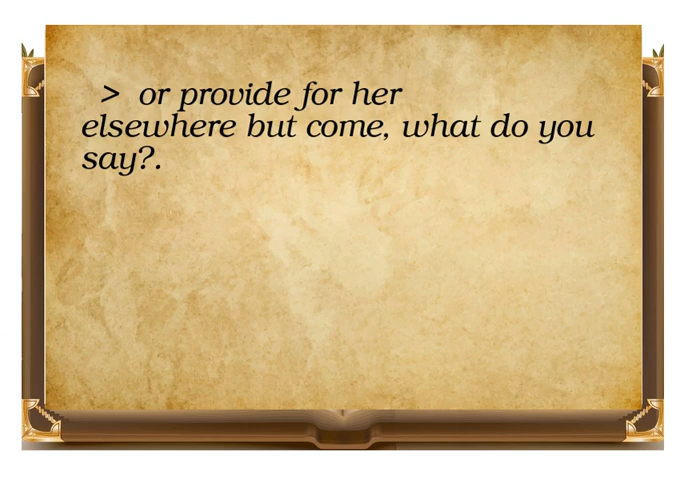 > or provide for her
elsewhere but come, what do you
say?.